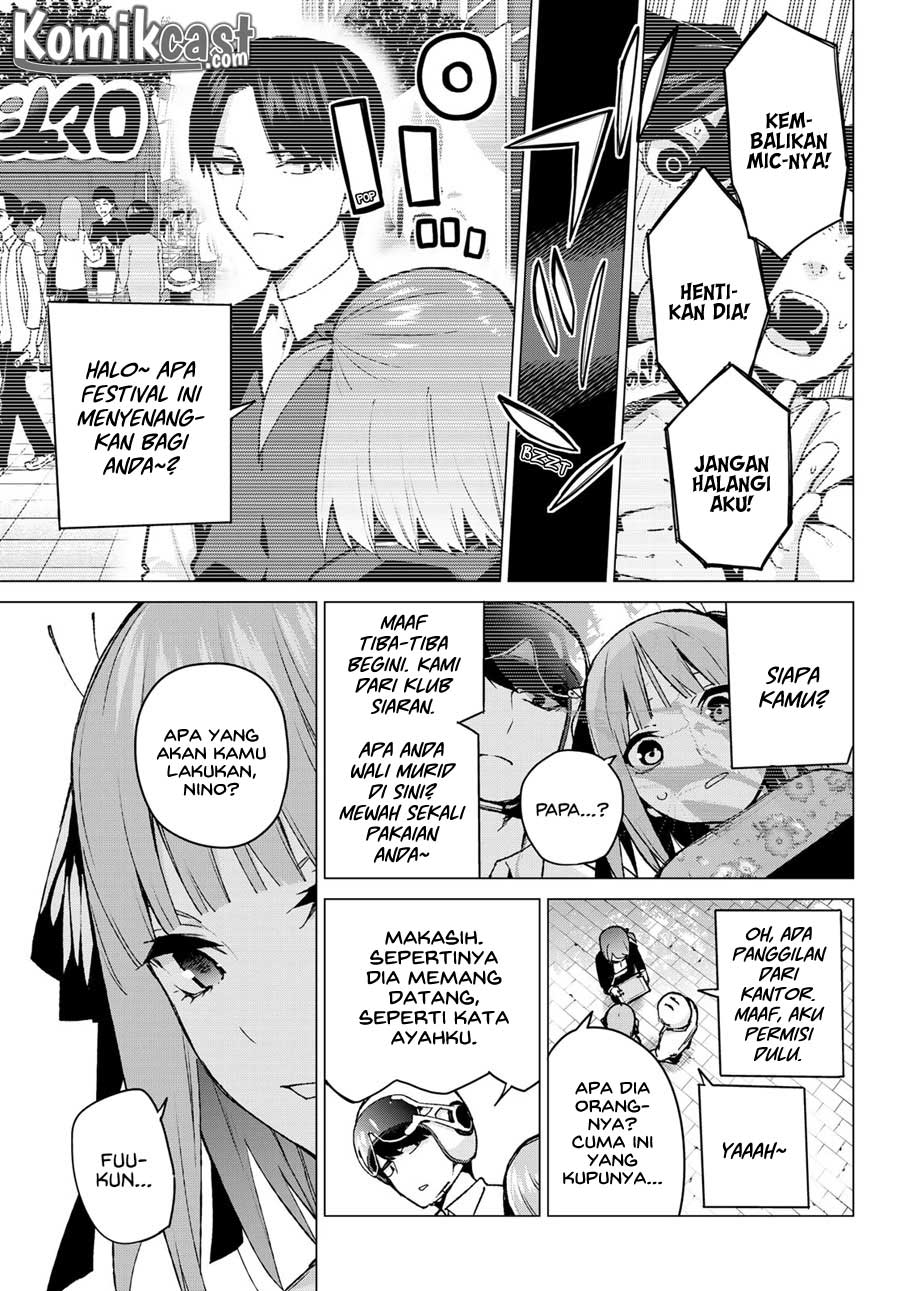 Komikcast
.com
KEM-
BALIKAN
MIC-NYA!
HENTI-
KAN DIA!
JANGAN
HALANGI
AKU!
BZZT
POP
HALO~ APA
FESTIVAL INI
MENYENANG-
KAN BAGI
ANDA~?
SIAPA
KAMU?
MAAF
TIBA-TIBA
BEGINI. KAMI
DARI KLUB
SIARAN.
APA ANDA
WALI MURID
DI SINI?
MEWAH SEKALI
PAKAIAN
ANDA~
PAPA...?
APA YANG
AKAN KAMU
LAKUKAN,
NINO?
OH, ADA
PANGGILAN
DARI
KANTOR.
MAAF, AKU
PERMISI
DULU.
YAAAH~
APA DIA
ORANG-
NYA?
CUMA INI
YANG
KUPUNYA...
MAKASIH.
SEPERTINYA
DIA MEMANG
DATANG,
SEPERTI KATA
AYAHKU.
FUU-
KUN...